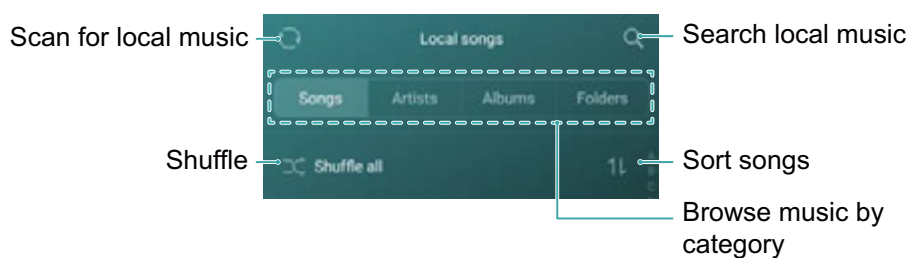 Scan for local music
Local songs
Search local music
Songs Artists Albums Folders
Shuffle
Shuffle all
Sort songs
Browse music by
category